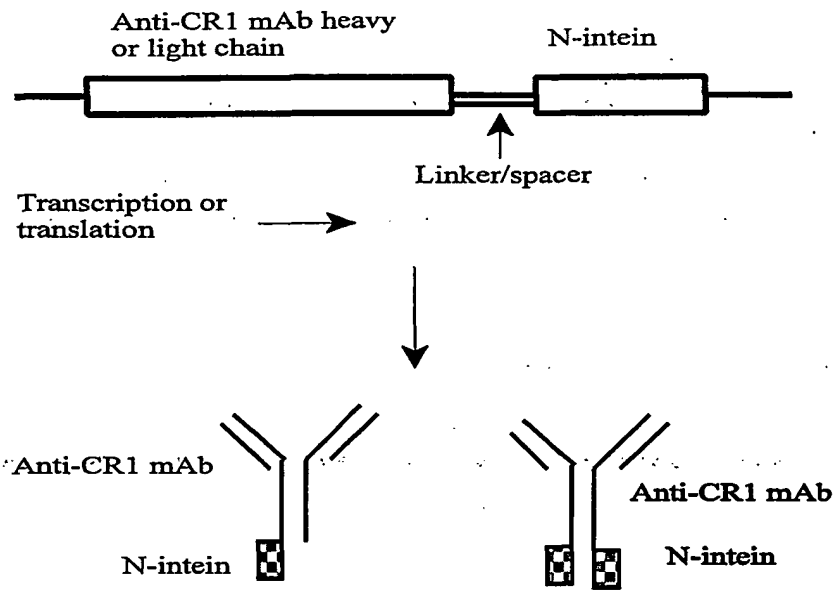 Anti-CR1 mAb heavy
or light chain
N-intein
Linker/spacer
Transcription or
translation
Anti-CR1 mAb
N-intein
Anti-CR1 mAb
N-intein